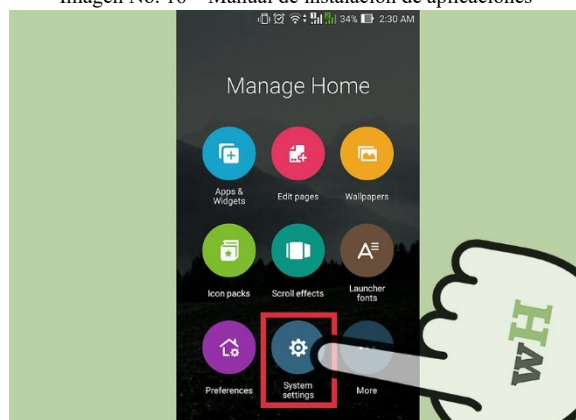 Imagen No. 16 – Manual de instalación de aplicaciones
34% 2:30 AM
Manage Home
Apps &
Widgets
Edit pages
Wallpapers
Icon packs
Scroll effects
Launcher
fonts
Preferences
System
settings
More
wH